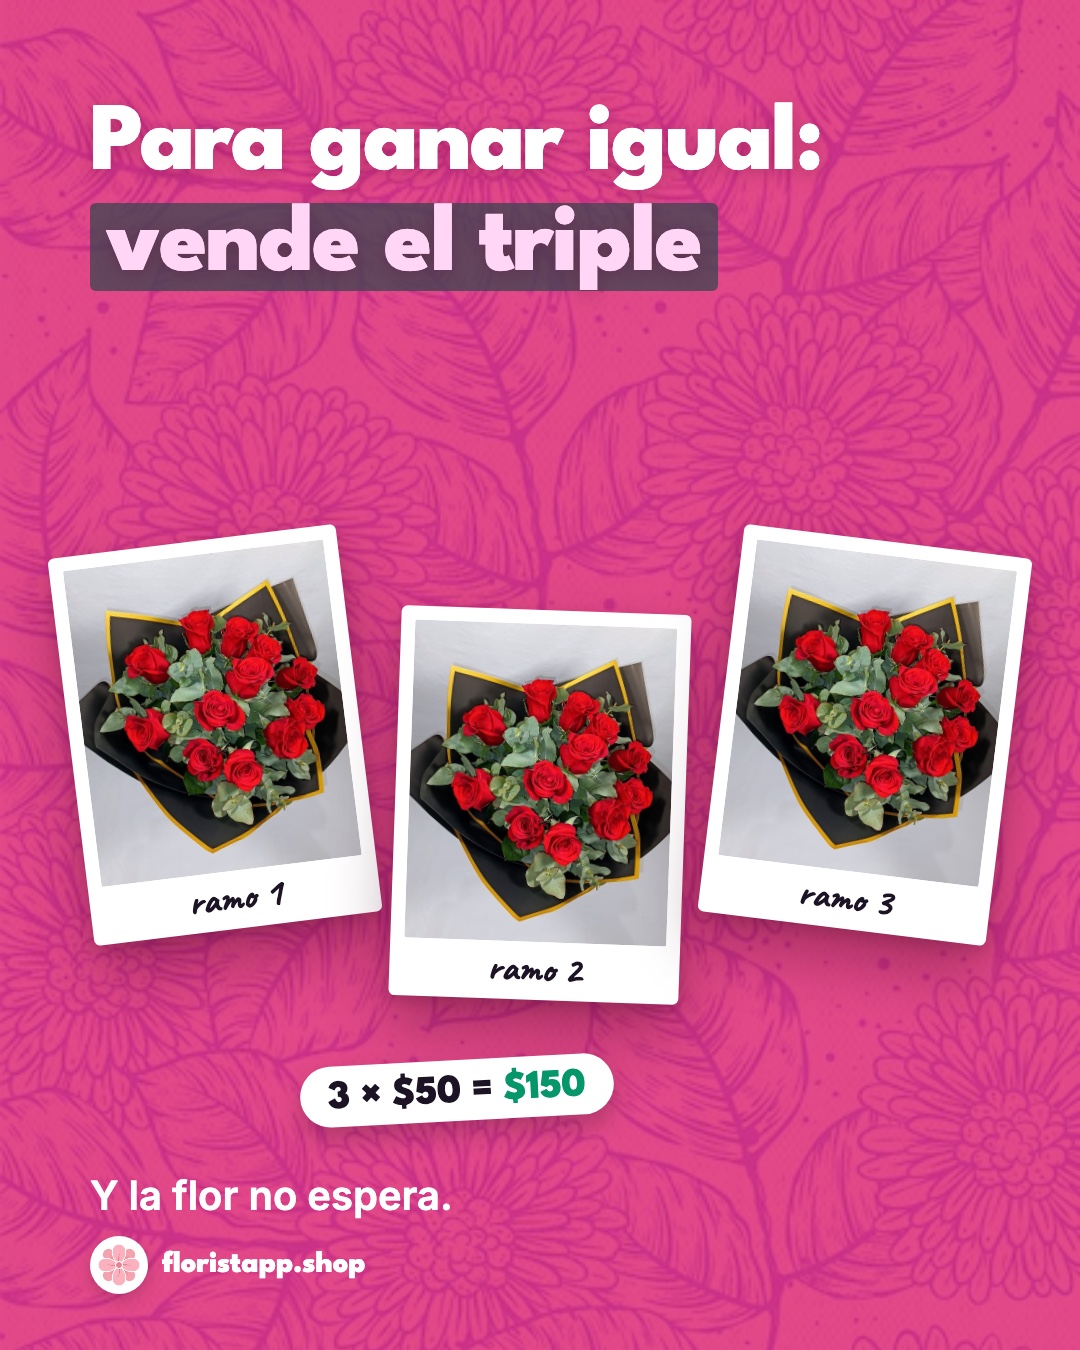 Para ganar igual:
vende el triple
ramo 1
ramo 2
ramo 3
3 × $50 = $150
Y la flor no espera.
floristapp.shop